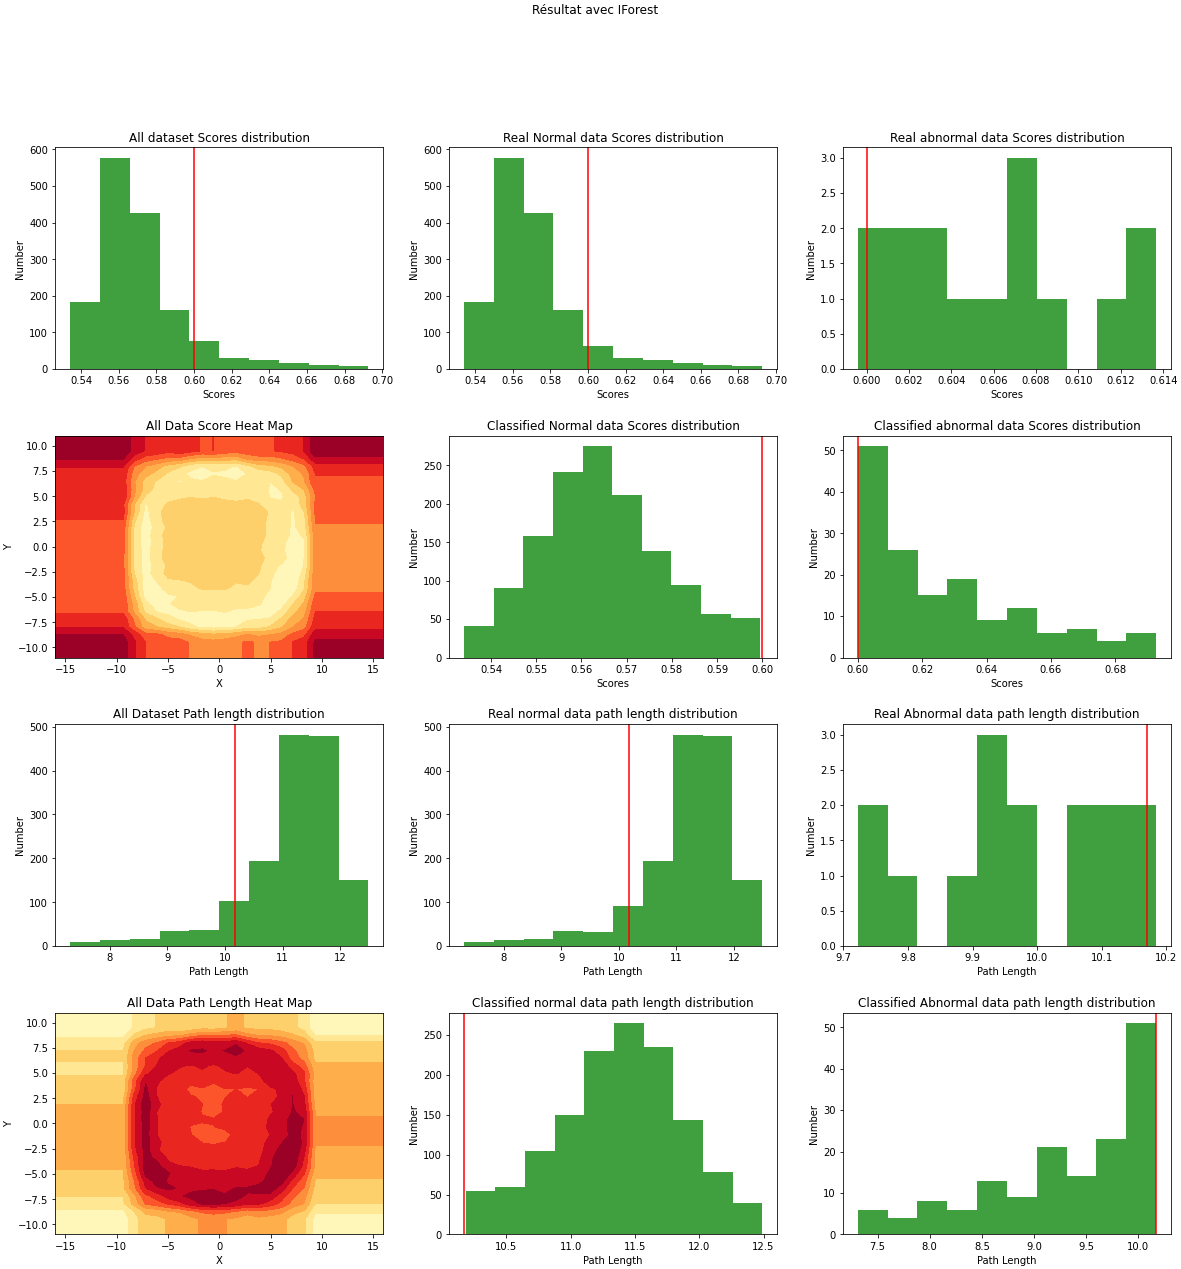 Résultat avec IForest
All dataset Scores distribution
Number
600
500
400
300
200
100
0
0.54 0.56 0.58 0.60 0.62 0.64 0.66 0.68 0.70
Scores
Real Normal data Scores distribution
Number
600
500
400
300
200
100
0
0.54 0.56 0.58 0.60 0.62 0.64 0.66 0.68 0.70
Scores
Real abnormal data Scores distribution
Number
3.0
2.5
2.0
1.5
1.0
0.5
0.0
0.600 0.602 0.604 0.606 0.608 0.610 0.612 0.614
Scores
All Data Score Heat Map
Y
10.0
7.5
5.0
2.5
0.0
−2.5
−5.0
−7.5
−10.0
−15 −10 −5 0 5 10 15
X
Classified Normal data Scores distribution
Number
250
200
150
100
50
0
0.54 0.55 0.56 0.57 0.58 0.59 0.60
Scores
Classified abnormal data Scores distribution
Number
50
40
30
20
10
0
0.60 0.62 0.64 0.66 0.68
Scores
All Dataset Path length distribution
Number
500
400
300
200
100
0
8 9 10 11 12
Path Length
Real normal data path length distribution
Number
500
400
300
200
100
0
8 9 10 11 12
Path Length
Real Abnormal data path length distribution
Number
3.0
2.5
2.0
1.5
1.0
0.5
0.0
9.7 9.8 9.9 10.0 10.1 10.2
Path Length
All Data Path Length Heat Map
Y
10.0
7.5
5.0
2.5
0.0
−2.5
−5.0
−7.5
−10.0
−15 −10 −5 0 5 10 15
X
Classified normal data path length distribution
Number
250
200
150
100
50
0
10.5 11.0 11.5 12.0 12.5
Path Length
Classified Abnormal data path length distribution
Number
50
40
30
20
10
0
7.5 8.0 8.5 9.0 9.5 10.0
Path Length